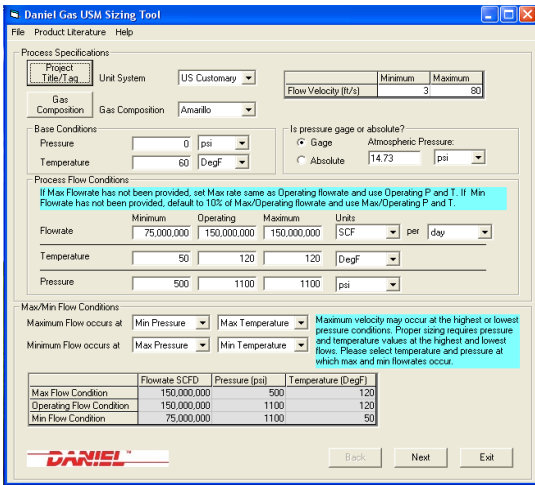 Daniel Gas USM Sizing Tool
File Product Literature Help
Process Specifications
Project Title/Tag
Unit System
US Customary
Minimum Maximum
Flow Velocity (ft/s) 3 80
Gas Composition
Gas Composition
Amarillo
Base Conditions
Pressure 0 psi
Temperature 60 DegF
Is pressure gage or absolute?
Gage
Atmospheric Pressure:
Absolute
14.73 psi
Process Flow Conditions
If Max Flowrate has not been provided, set Max rate same as Operating flowrate and use Operating P and T. If Min
Flowrate has not been provided, default to 10% of Max/Operating flowrate and use Max/Operating P and T.
Minimum Operating Maximum Units
Flowrate 75,000,000 150,000,000 150,000,000 SCF per day
Temperature 50 120 120 DegF
Pressure 500 1100 1100 psi
Max/Min Flow Conditions
Maximum Flow occurs at Min Pressure Max Temperature
Minimum Flow occurs at Max Pressure Min Temperature
Maximum velocity may occur at the highest or lowest
pressure conditions. Proper sizing requires pressure
and temperature values at the highest and lowest
flows. Please select temperature and pressure at
which max and min flowrates occur.
Flowrate SCFD Pressure (psi) Temperature (DegF)
Max Flow Condition 150,000,000 500 120
Operating Flow Condition 150,000,000 1100 120
Min Flow Condition 75,000,000 1100 50
DANIEL™
Back Next Exit